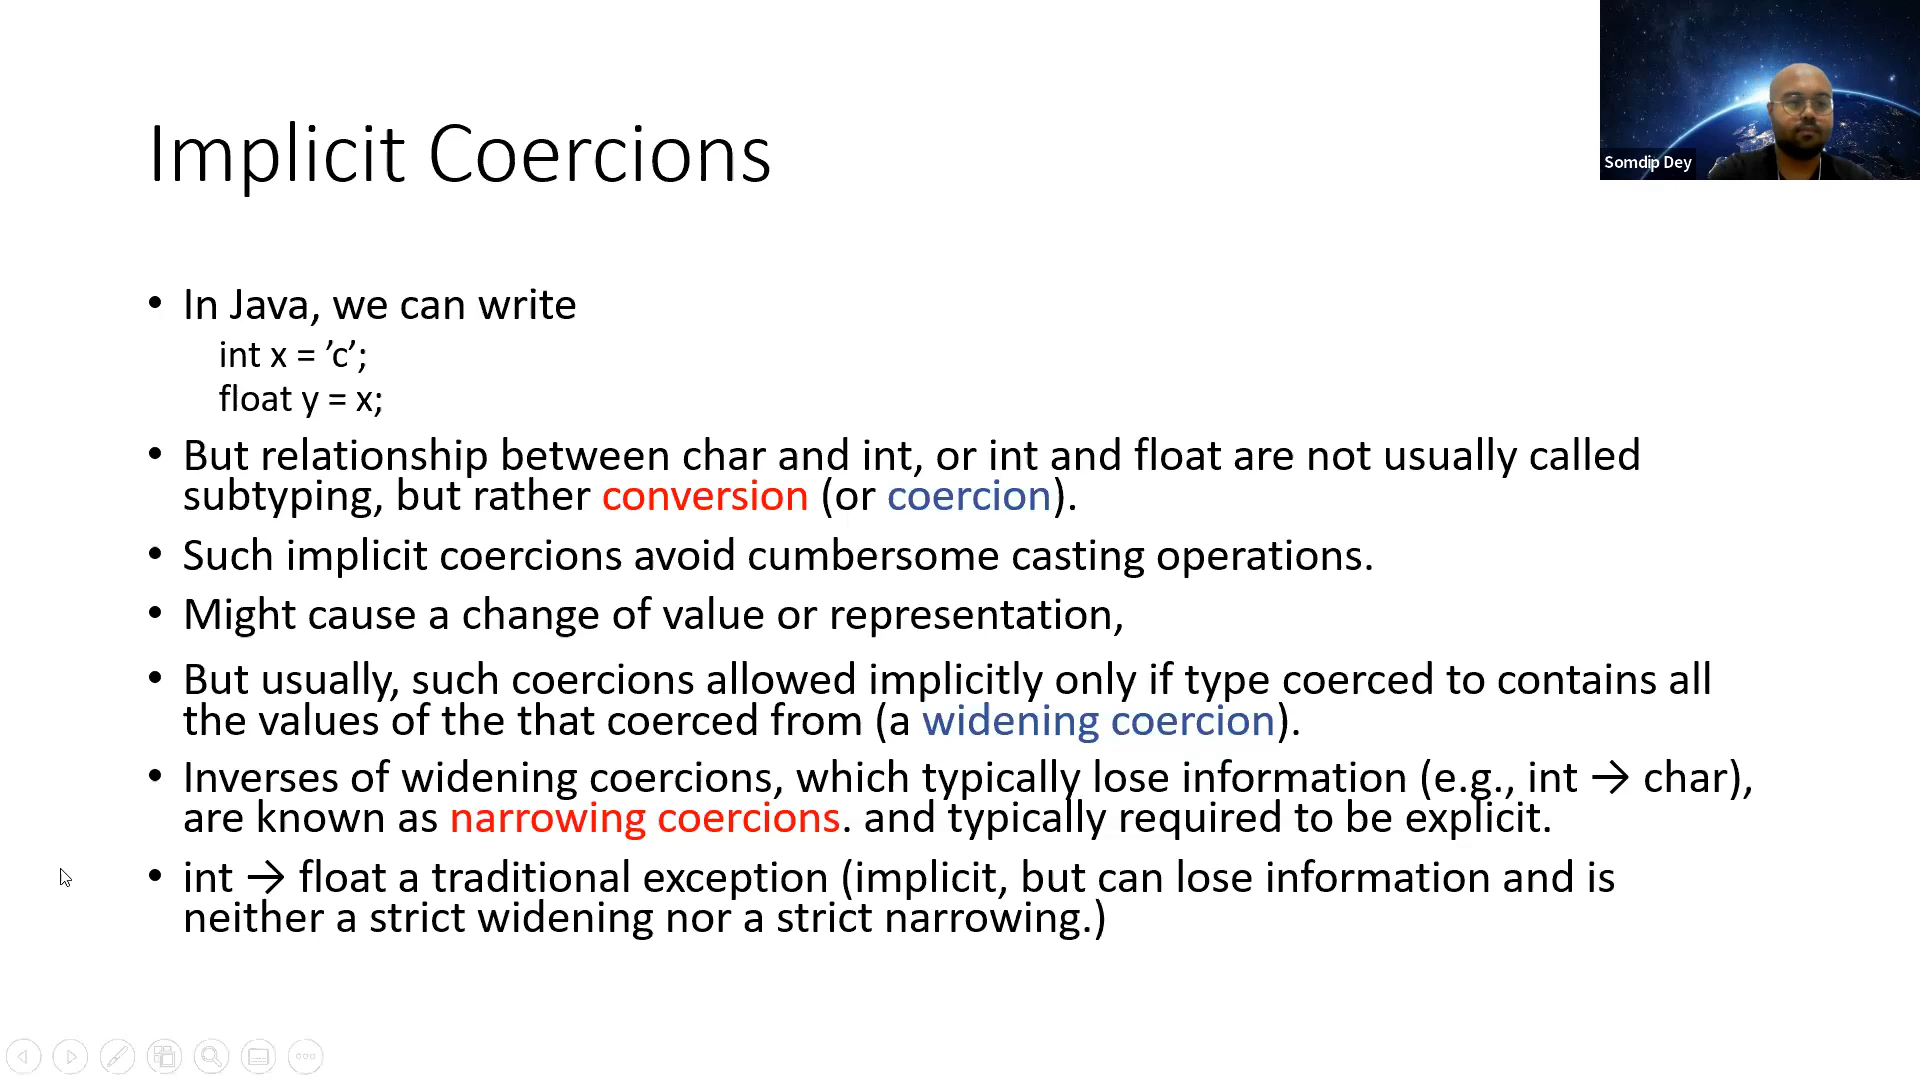 Implicit Coercions
Somdip Dey
• In Java, we can write
int x = ’c’;
float y = x;
• But relationship between char and int, or int and float are not usually called
subtyping, but rather conversion (or coercion).
• Such implicit coercions avoid cumbersome casting operations.
• Might cause a change of value or representation,
• But usually, such coercions allowed implicitly only if type coerced to contains all
the values of the that coerced from (a widening coercion).
• Inverses of widening coercions, which typically lose information (e.g., int → char),
are known as narrowing coercions. and typically required to be explicit.
• int → float a traditional exception (implicit, but can lose information and is
neither a strict widening nor a strict narrowing.)